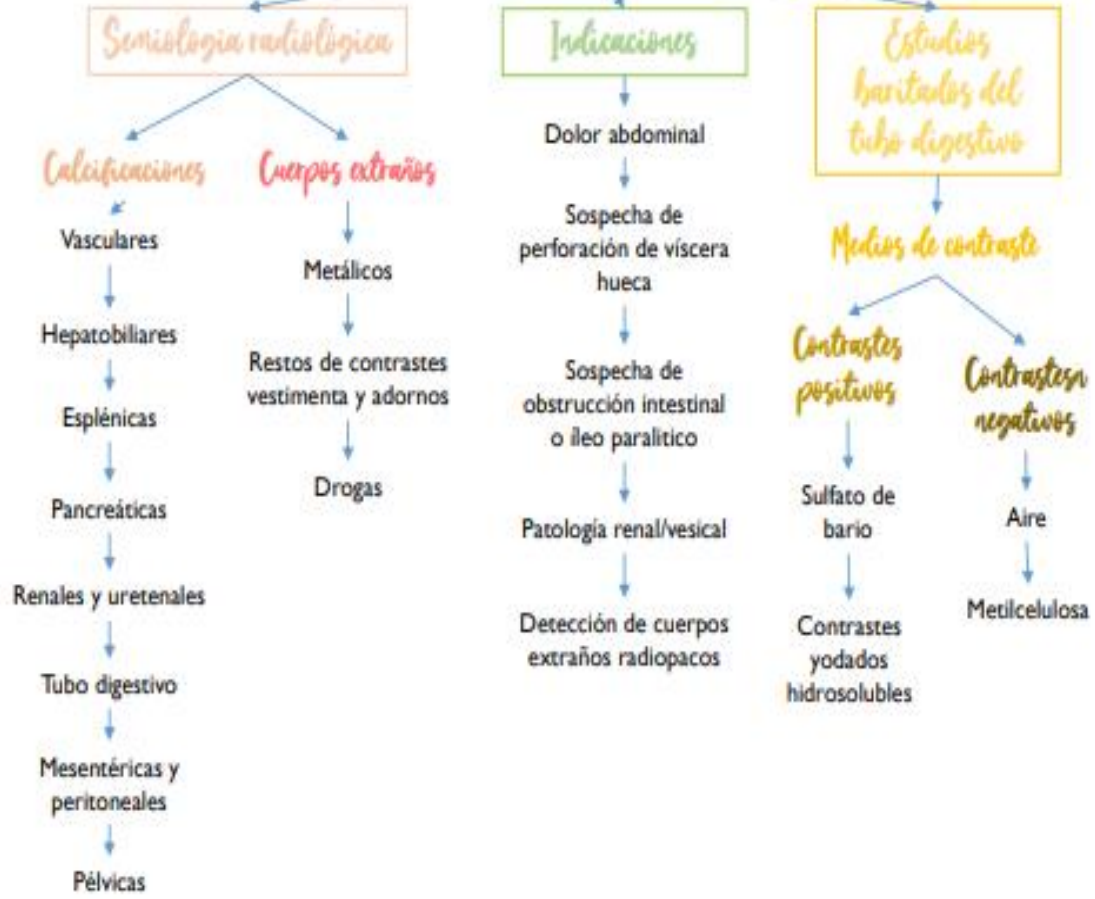 Semiología radiológica
Calcificaciones
Vasculares
Hepatobiliares
Esplénicas
Pancreáticas
Renales y uretenales
Tubo digestivo
Mesentéricas y
peritoneales
Pélvicas
Cuerpos extraños
Metálicos
Restos de contrastes
vestimenta y adornos
Drogas
Indicaciones
Dolor abdominal
Sospecha de
perforación de víscera
hueca
Sospecha de
obstrucción intestinal
o íleo paralitico
Patología renal/vesical
Detección de cuerpos
extraños radiopacos
Estudios
baritados del
tubo digestivo
Medios de contraste
Contrastes
positivos
Sulfato de
bario
Contrastes
yodados
hidrosolubles
Contrastesn
negativos
Aire
Metilcelulosa